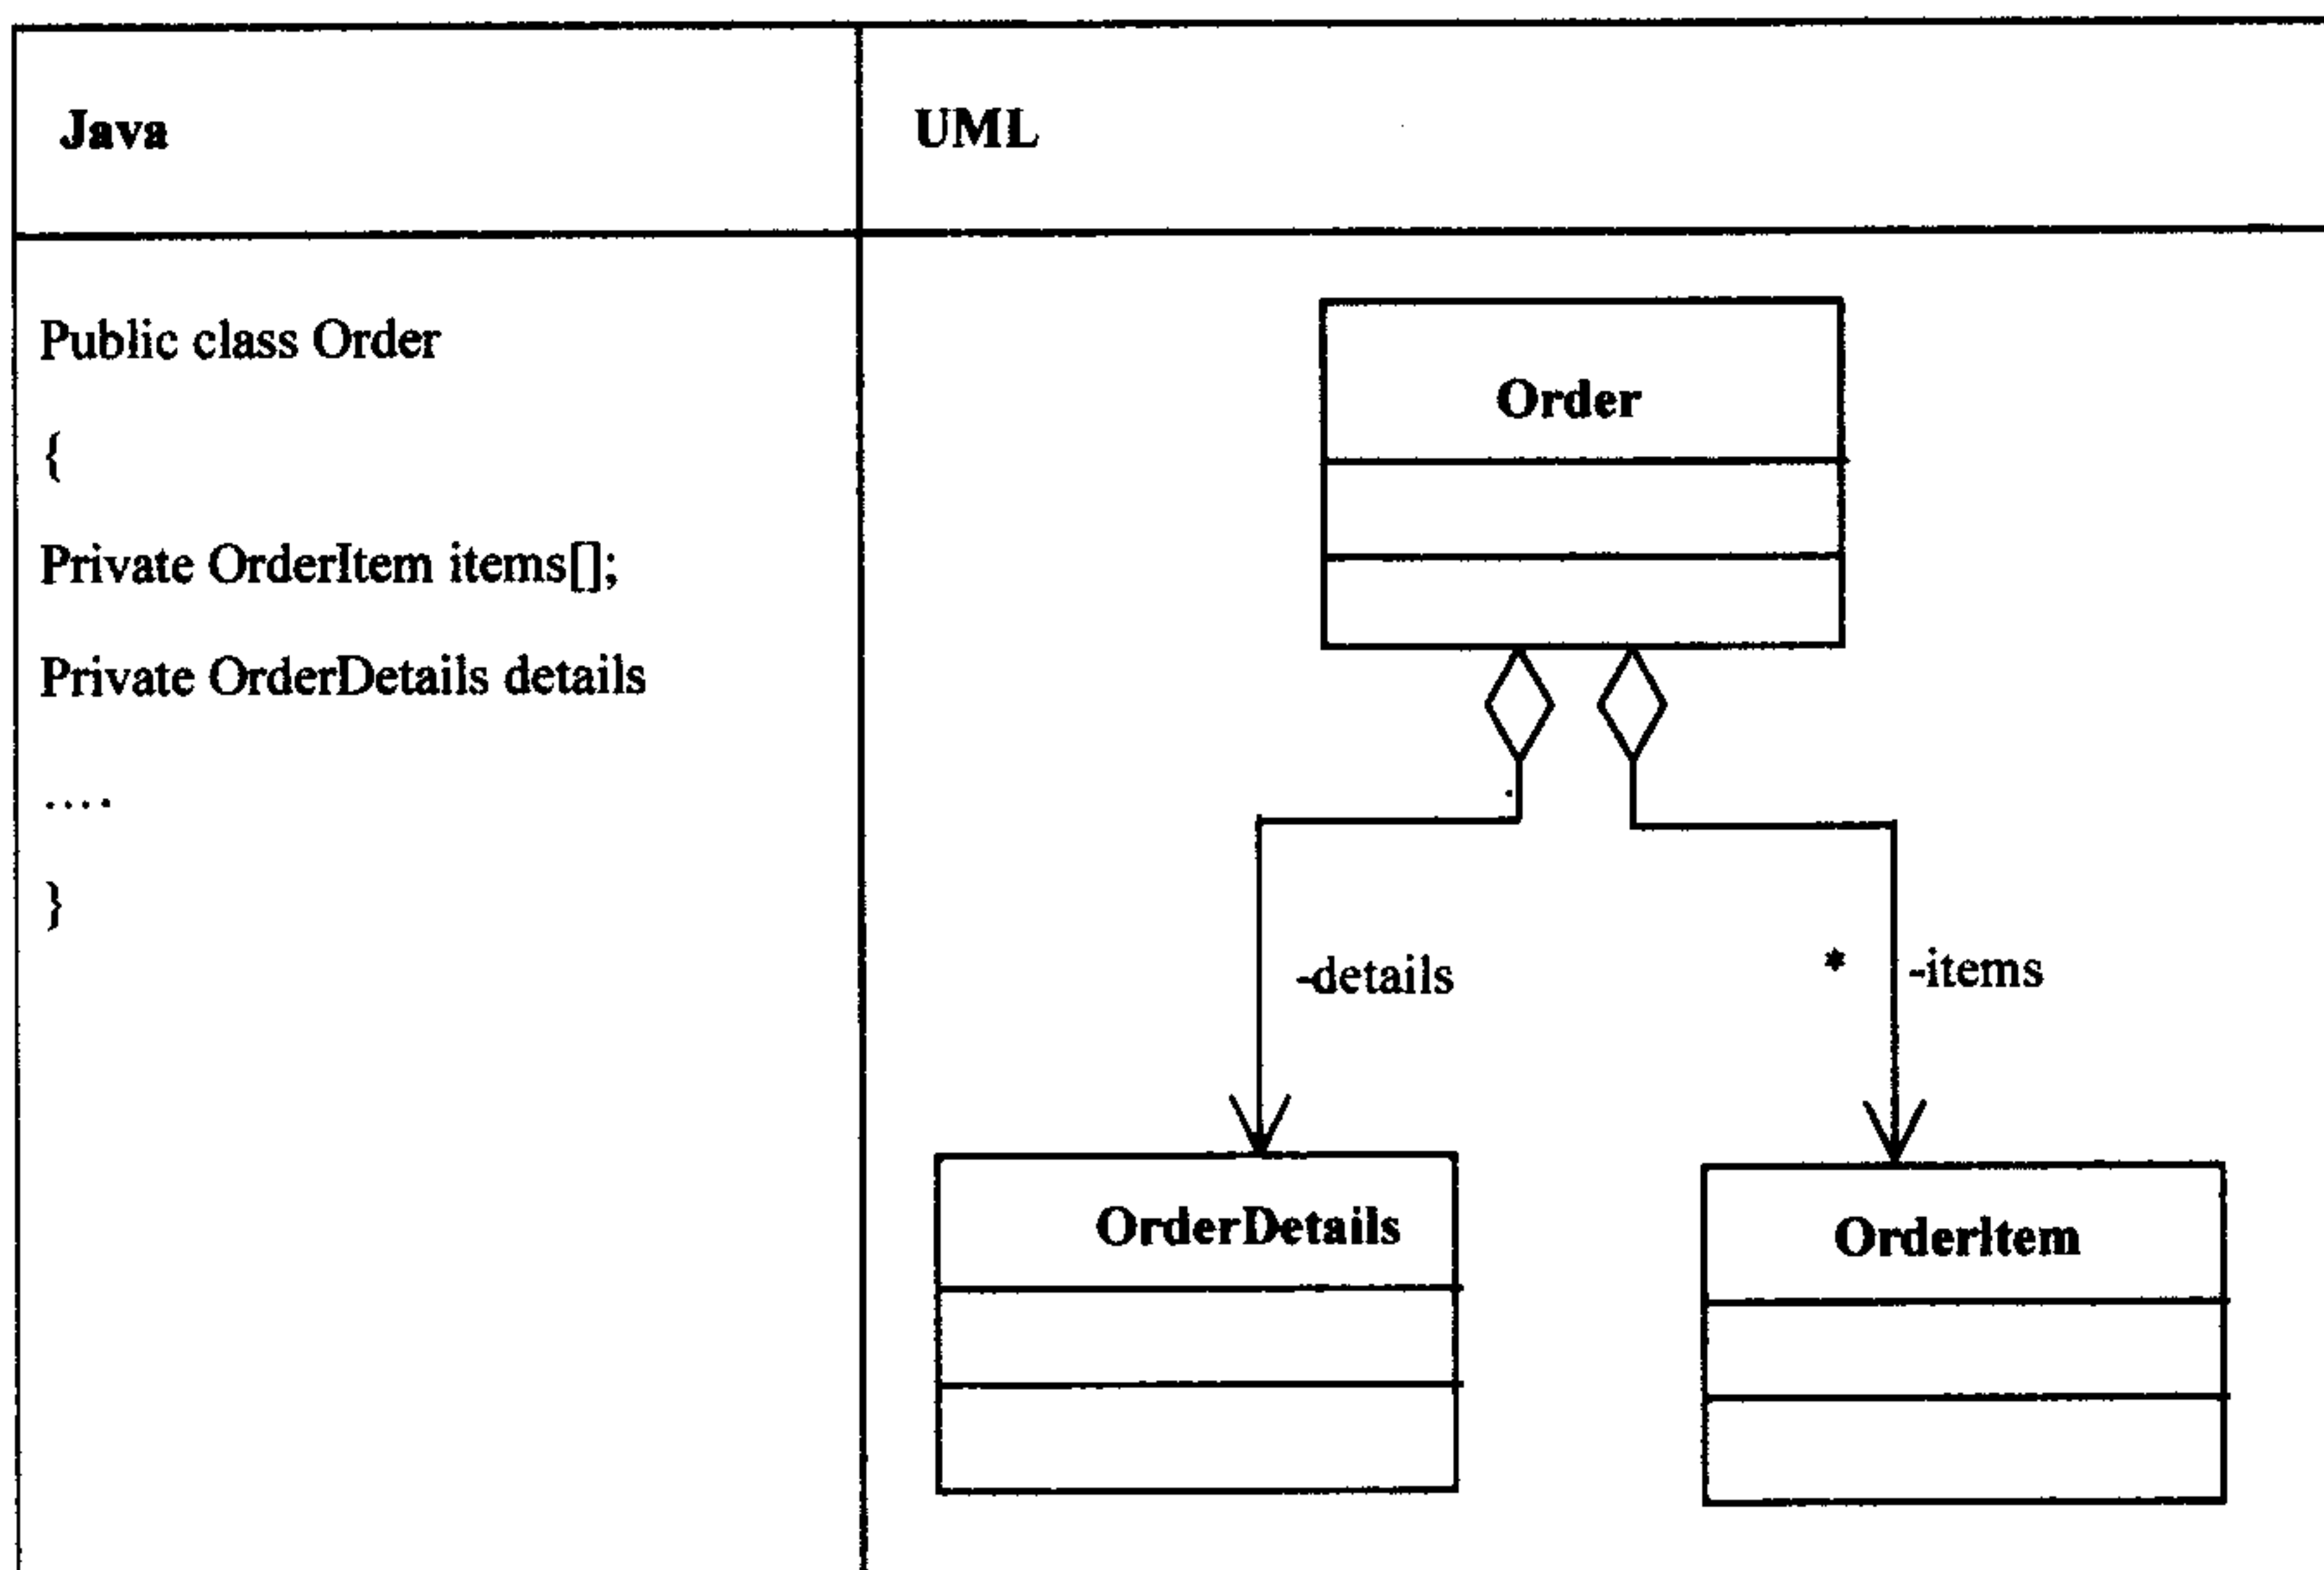 Java
UML
Public class Order
{
Private OrderItem items[];
Private OrderDetails details
....
}
Order
-details
* -items
OrderDetails
OrderItem